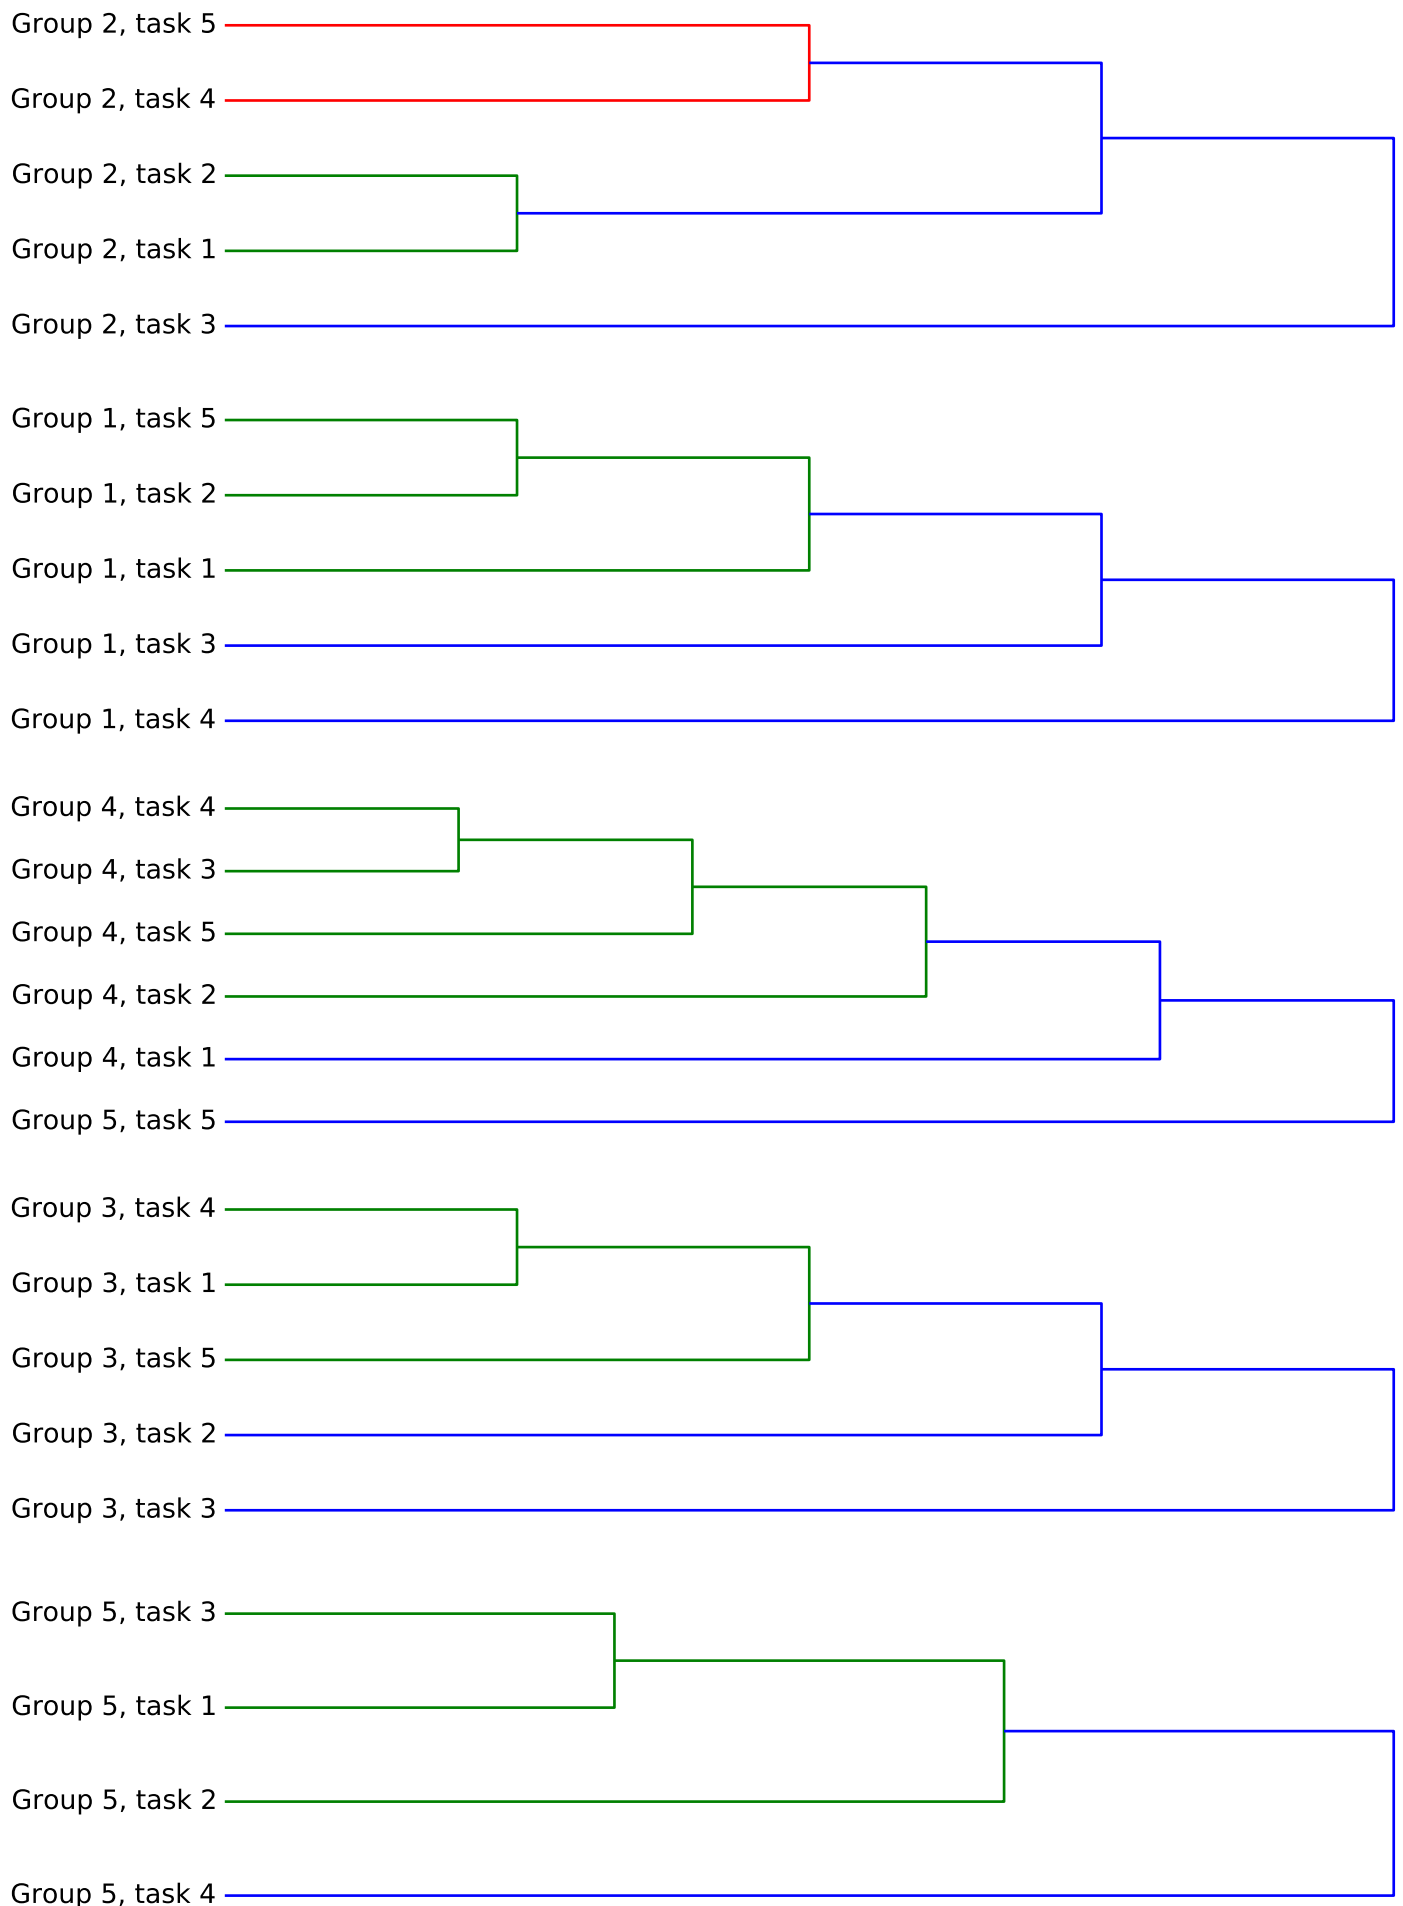 Group 2, task 5
Group 2, task 4
Group 2, task 2
Group 2, task 1
Group 2, task 3
Group 1, task 5
Group 1, task 2
Group 1, task 1
Group 1, task 3
Group 1, task 4
Group 4, task 4
Group 4, task 3
Group 4, task 5
Group 4, task 2
Group 4, task 1
Group 5, task 5
Group 3, task 4
Group 3, task 1
Group 3, task 5
Group 3, task 2
Group 3, task 3
Group 5, task 3
Group 5, task 1
Group 5, task 2
Group 5, task 4